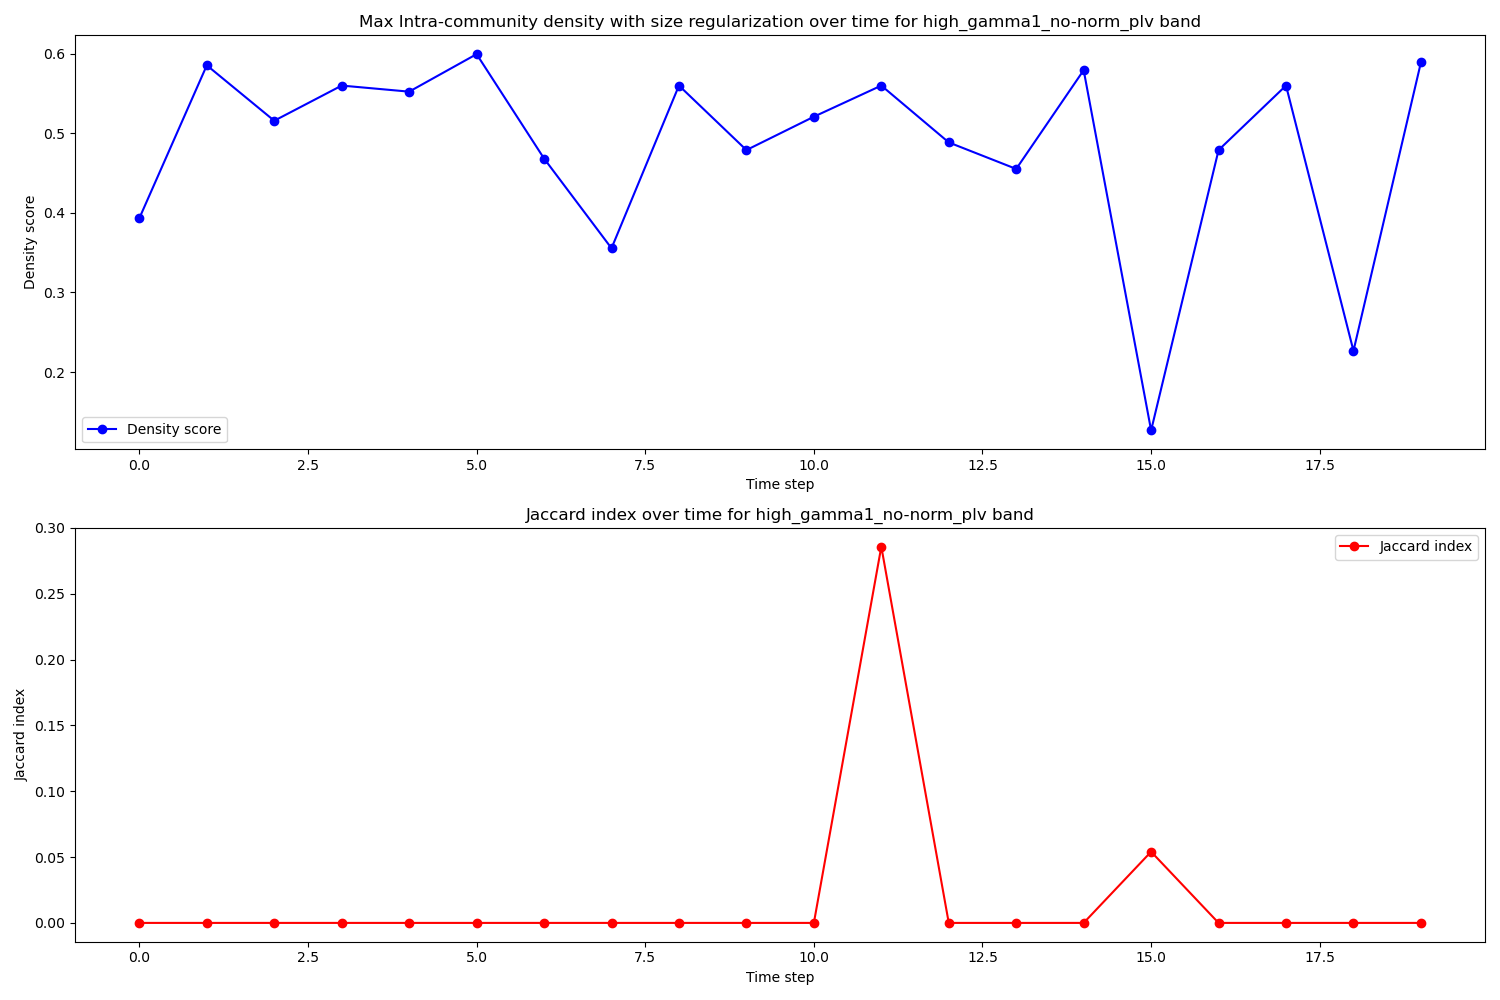 Max Intra-community density with size regularization over time for high_gamma1_no-norm_plv band
Density score
0.6
0.5
0.4
0.3
0.2
Density score
0.0 2.5 5.0 7.5 10.0 12.5 15.0 17.5
Time step
Jaccard index over time for high_gamma1_no-norm_plv band
Jaccard index
0.30
0.25
0.20
0.15
0.10
0.05
0.00
Jaccard index
0.0 2.5 5.0 7.5 10.0 12.5 15.0 17.5
Time step